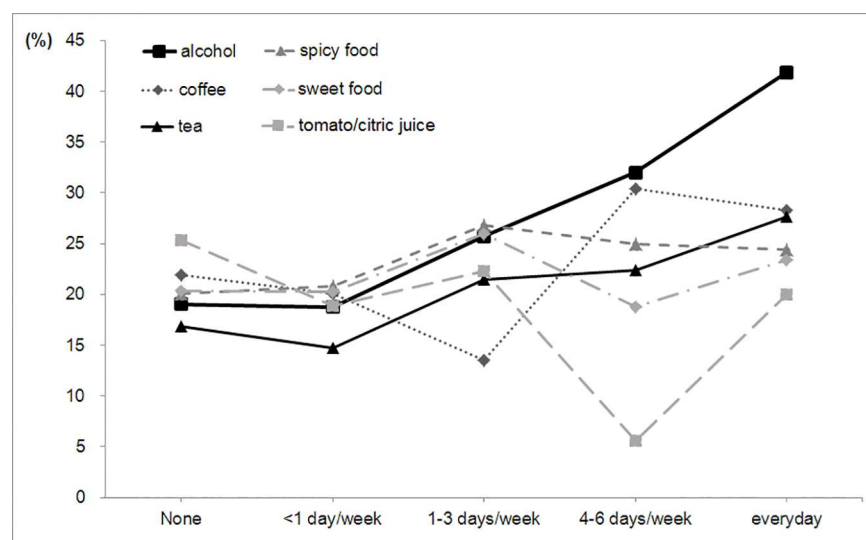 (%)
45
40
35
30
25
20
15
10
5
0
alcohol
spicy food
coffee
sweet food
tea
tomato/citric juice
None
<1 day/week
1-3 days/week
4-6 days/week
everyday